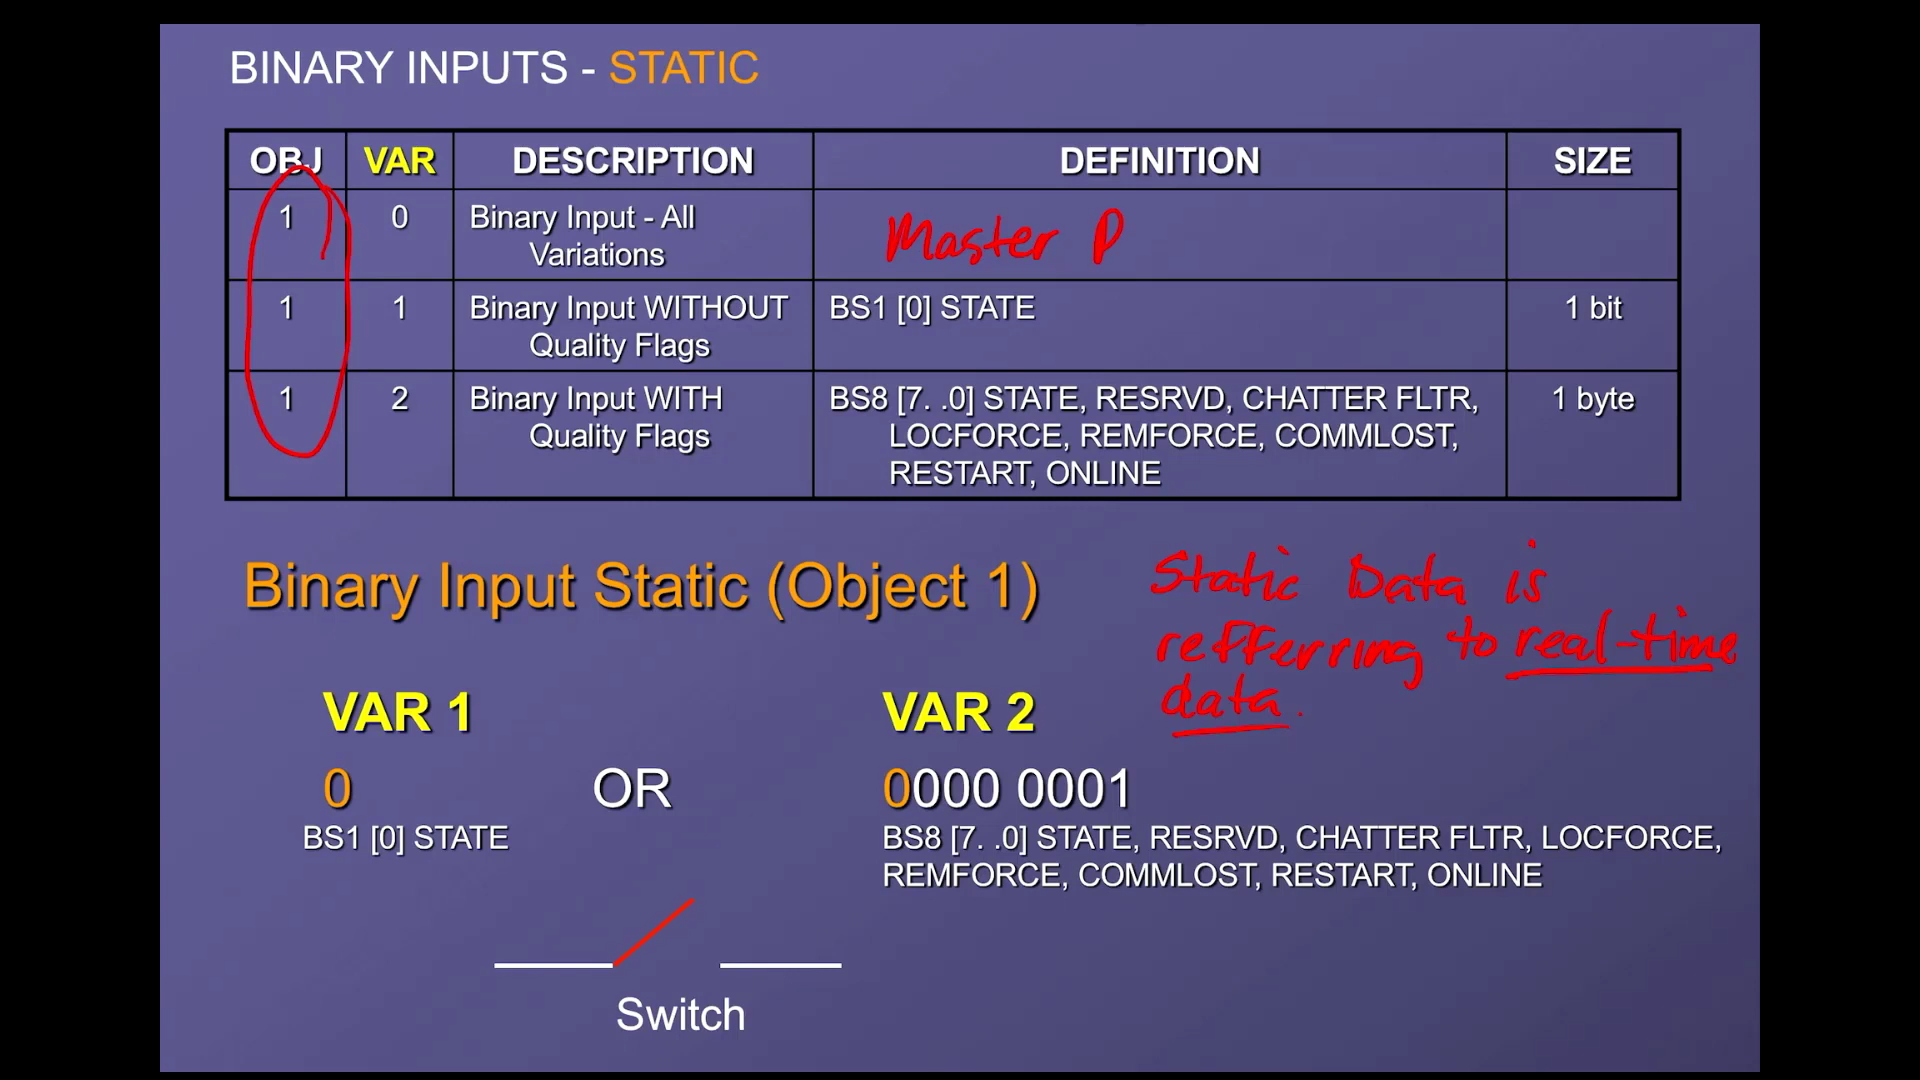 BINARY INPUTS - STATIC
OBJ VAR DESCRIPTION DEFINITION SIZE
1 0 Binary Input - All Master P
Variations
1 1 Binary Input WITHOUT BS1 [0] STATE 1 bit
Quality Flags
1 2 Binary Input WITH BS8 [7. .0] STATE, RESRVD, CHATTER FLTR, 1 byte
Quality Flags LOCFORCE, REMFORCE, COMMLOST,
RESTART, ONLINE
Binary Input Static (Object 1)
Static Data is
refferring to real-time
data.
VAR 1 VAR 2
0 OR 0000 0001
BS1 [0] STATE BS8 [7. .0] STATE, RESRVD, CHATTER FLTR, LOCFORCE,
REMFORCE, COMMLOST, RESTART, ONLINE
Switch